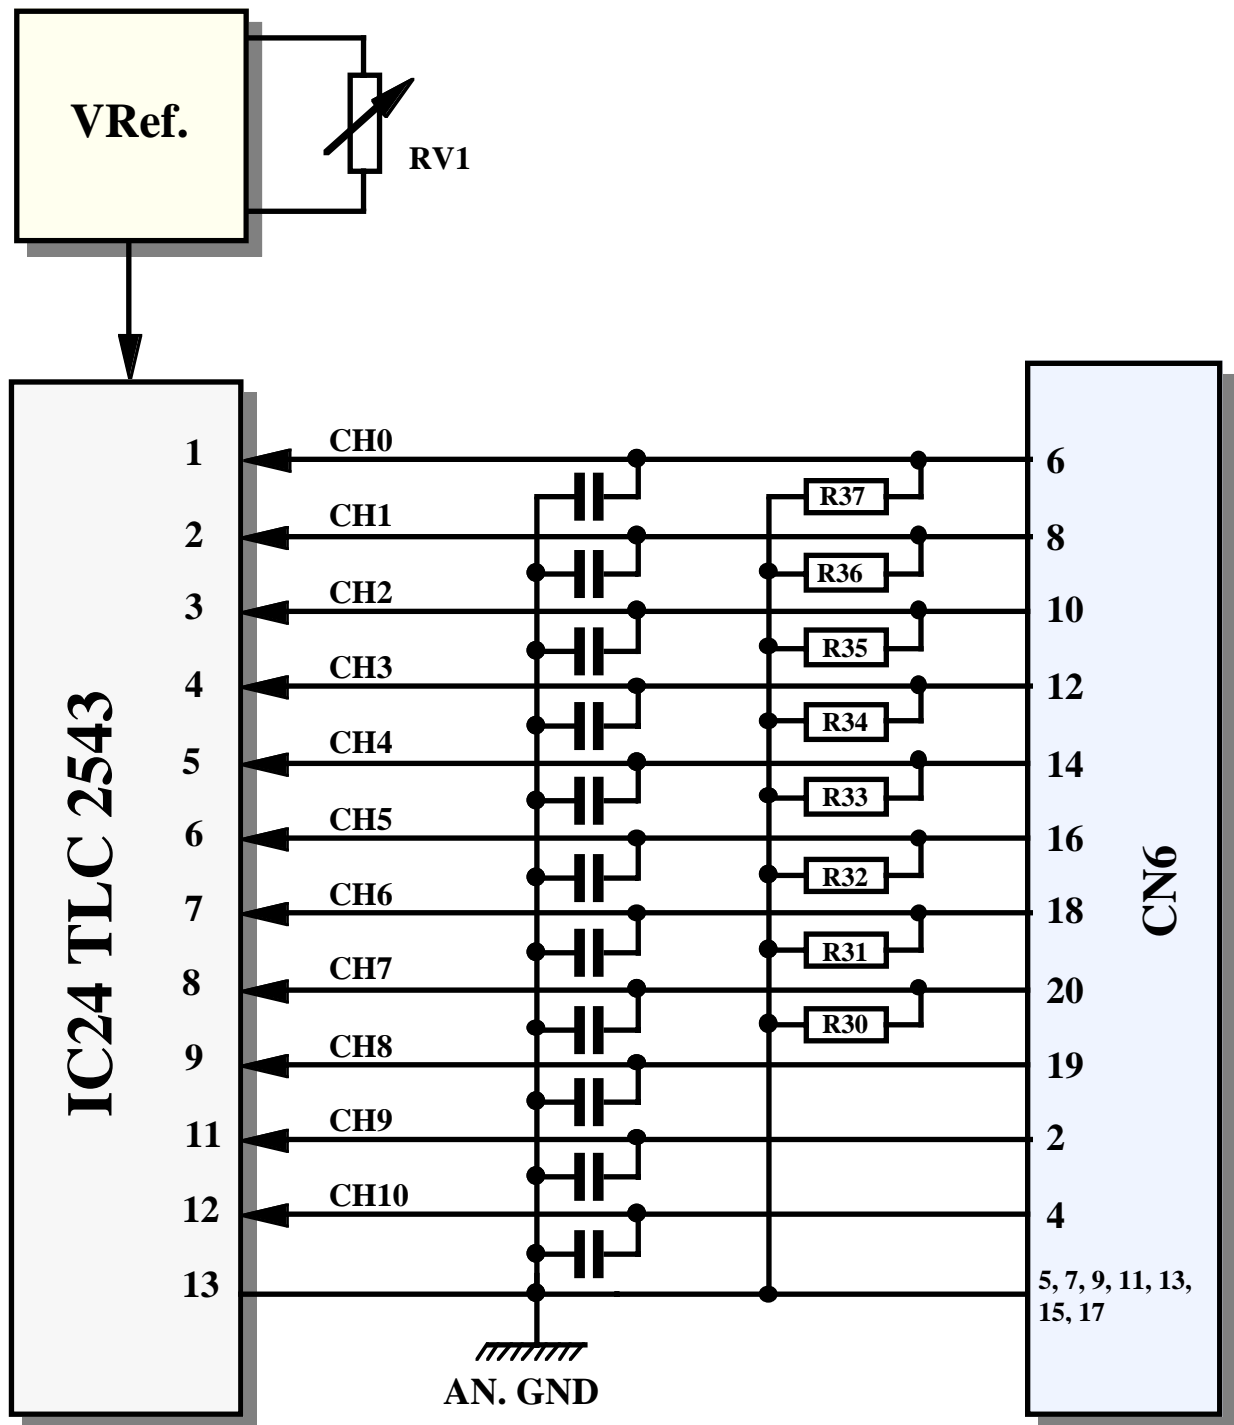 VRef.
RV1
IC24 TLC 2543
CN6
1 CH0 R37 6
2 CH1 R36 8
3 CH2 R35 10
4 CH3 R34 12
5 CH4 R33 14
6 CH5 R32 16
7 CH6 R31 18
8 CH7 R30 20
9 CH8 19
11 CH9 2
12 CH10 4
13 5, 7, 9, 11, 13,
15, 17
AN. GND